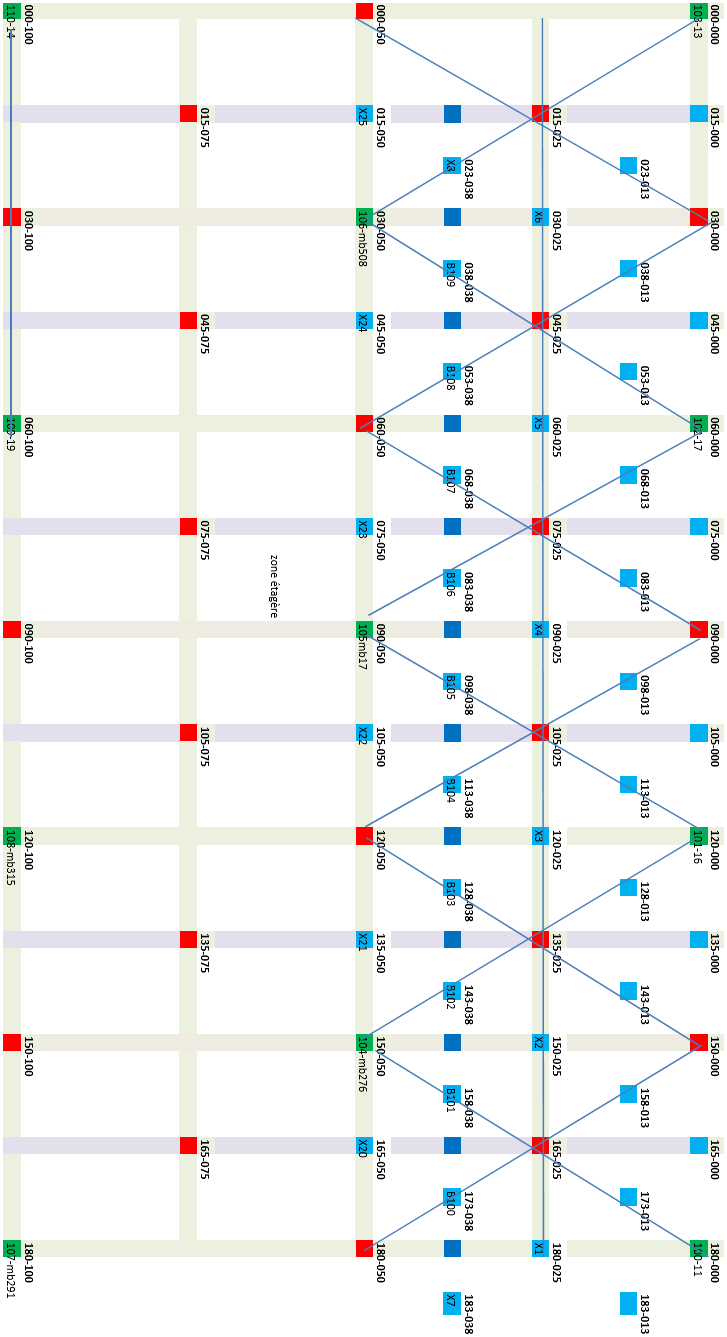 000-000 015-000 030-000 045-000 060-000 075-000 090-000 105-000 120-000 135-000 150-000 165-000 180-000
103-13 102-17 101-16 100-11
023-013 038-013 053-013 068-013 083-013 098-013 113-013 128-013 143-013 158-013 173-013 183-013
015-025 030-025 045-025 060-025 075-025 090-025 105-025 120-025 135-025 150-025 165-025 180-025
X6 X5 X4 X3 X2 X1
023-038 038-038 053-038 068-038 083-038 098-038 113-038 128-038 143-038 158-038 173-038 183-038
X8 B109 B108 B107 B106 B105 B104 B103 B102 B101 B100 X7
000-050 015-050 030-050 045-050 060-050 075-050 090-050 105-050 120-050 135-050 150-050 165-050 180-050
X25 106-mb508 X24 X23 105mb17 X22 X21 104-mb276 X20
zone étagère
015-075 045-075 075-075 105-075 135-075 165-075
000-100 030-100 060-100 090-100 120-100 150-100 180-100
110-14 109-19 108-mb315 107-mb291